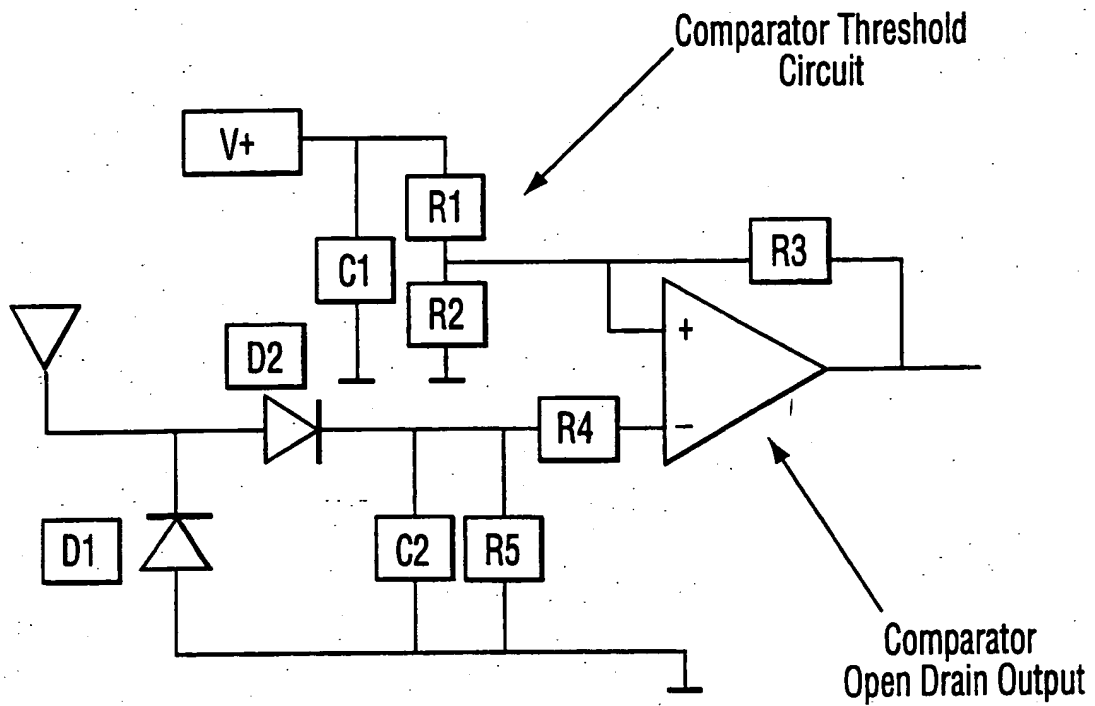 Comparator Threshold
Circuit
V+
R1
C1
R2
R3
D2
+
R4
−
D1
C2
R5
Comparator
Open Drain Output